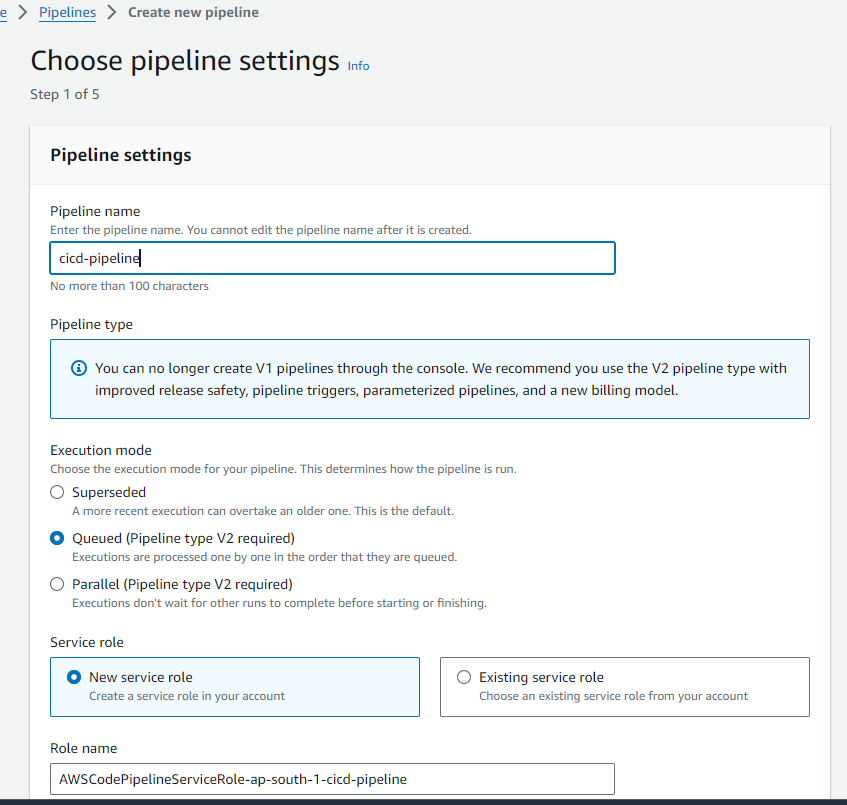 e > Pipelines > Create new pipeline
Choose pipeline settings Info
Step 1 of 5
Pipeline settings
Pipeline name
Enter the pipeline name. You cannot edit the pipeline name after it is created.
cicd-pipeline
No more than 100 characters
Pipeline type
You can no longer create V1 pipelines through the console. We recommend you use the V2 pipeline type with
improved release safety, pipeline triggers, parameterized pipelines, and a new billing model.
Execution mode
Choose the execution mode for your pipeline. This determines how the pipeline is run.
Superseded
A more recent execution can overtake an older one. This is the default.
Queued (Pipeline type V2 required)
Executions are processed one by one in the order that they are queued.
Parallel (Pipeline type V2 required)
Executions don't wait for other runs to complete before starting or finishing.
Service role
New service role
Create a service role in your account
Existing service role
Choose an existing service role from your account
Role name
AWSCodePipelineServiceRole-ap-south-1-cicd-pipeline